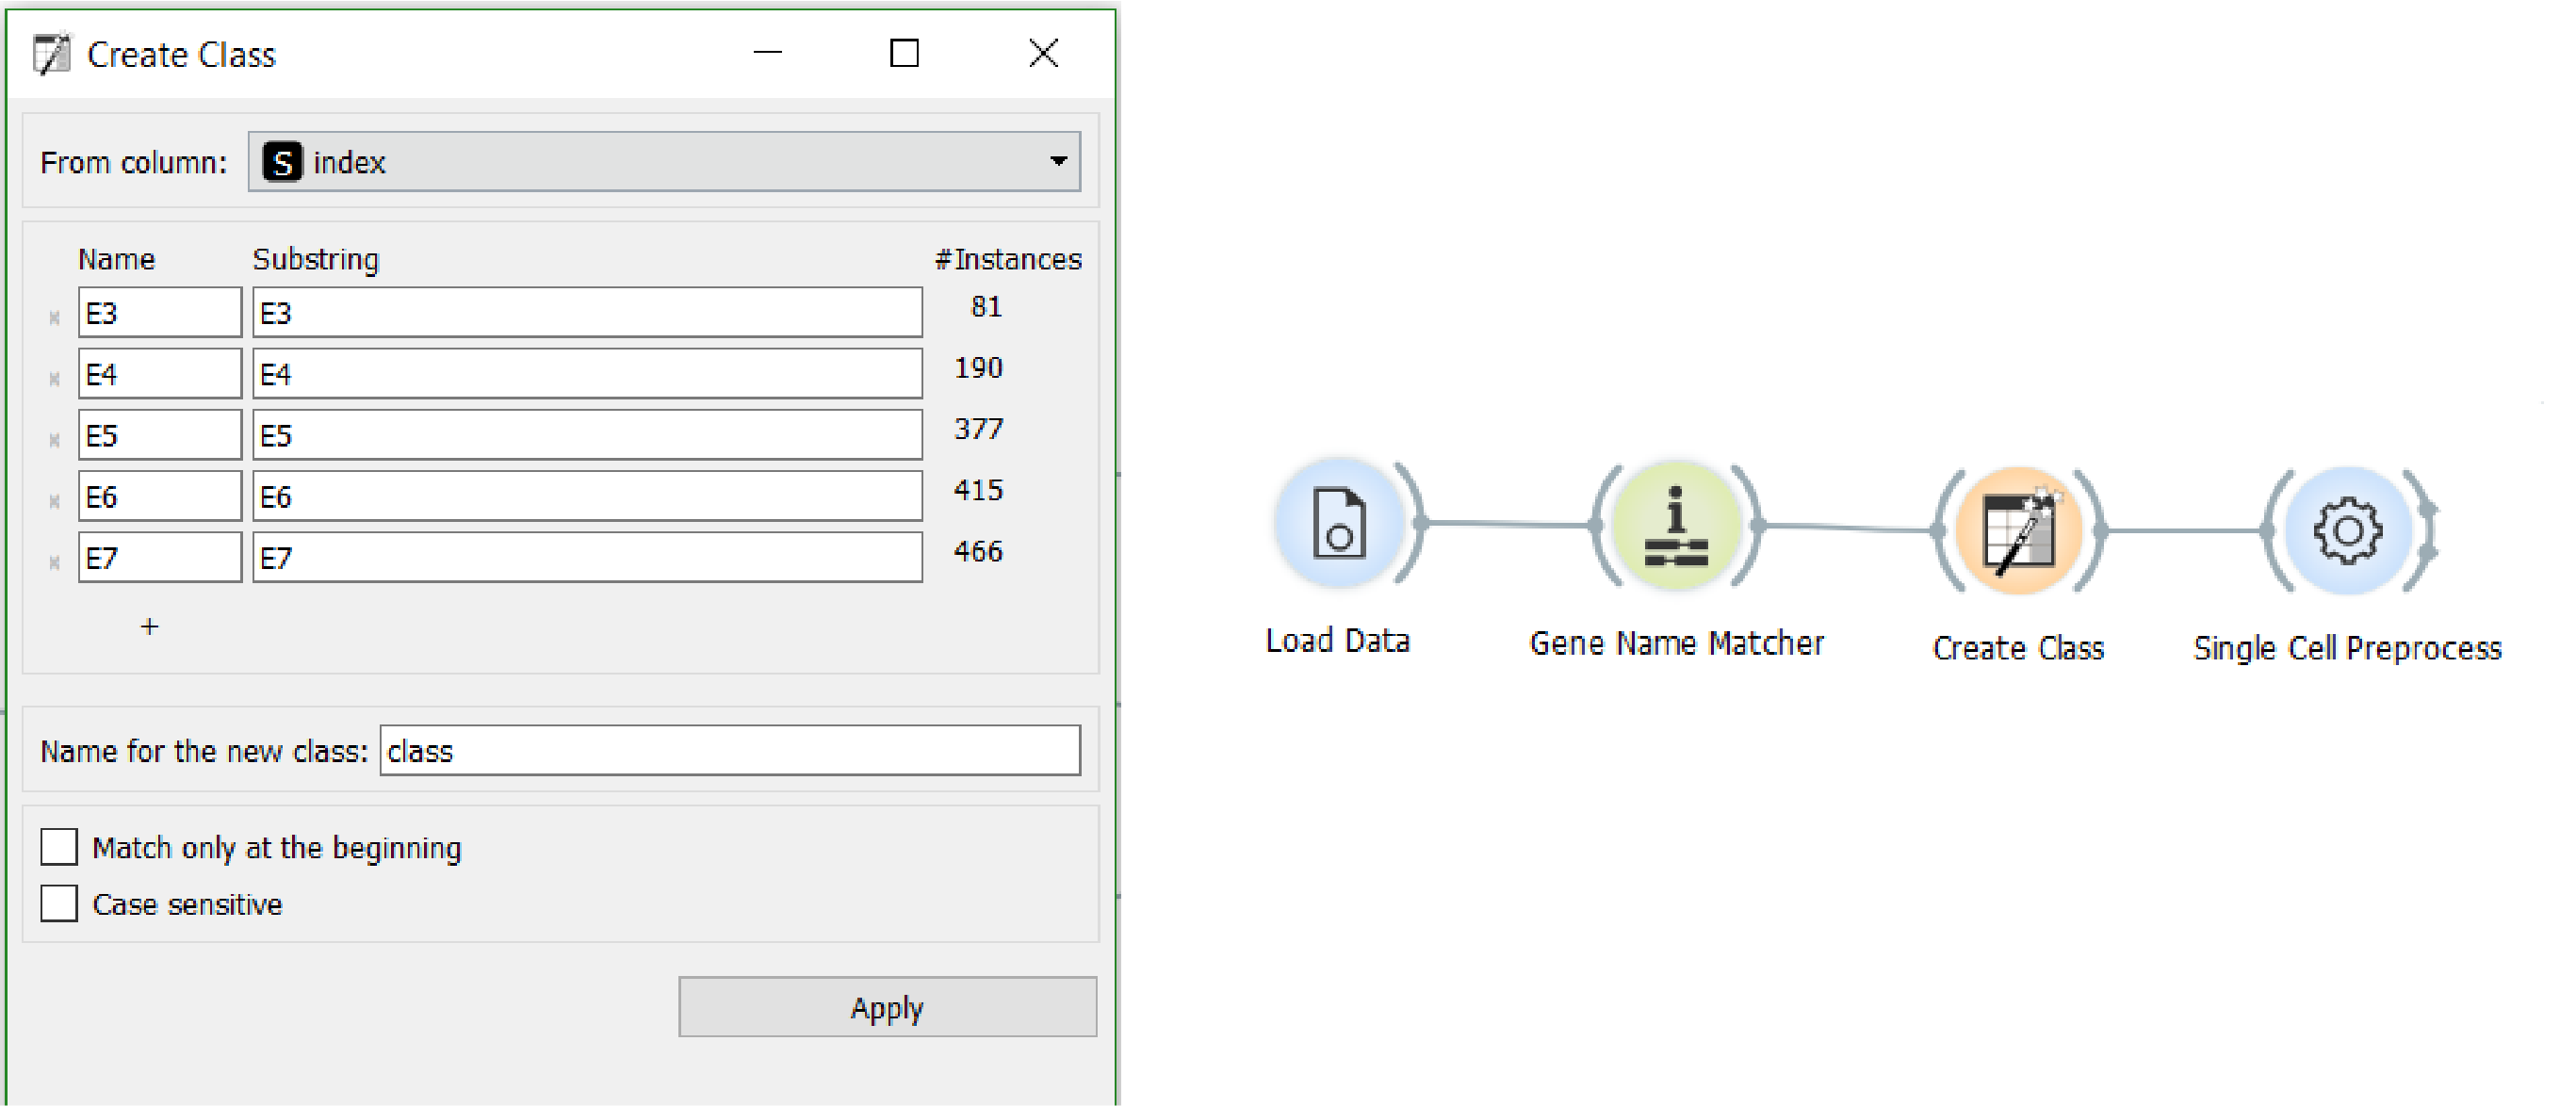 Create Class
From column: S index
Name Substring #Instances
E3 E3 81
E4 E4 190
E5 E5 377
E6 E6 415
E7 E7 466
+
Name for the new class: class
Match only at the beginning
Case sensitive
Apply
i
Load Data
Gene Name Matcher
Create Class
Single Cell Preprocess